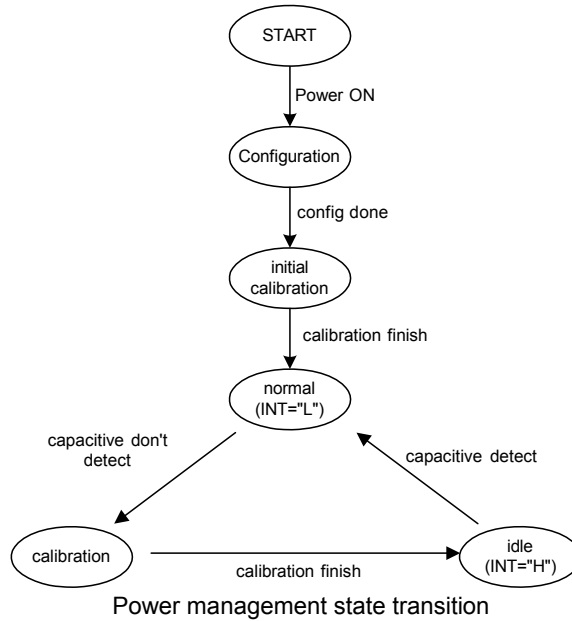 START
Power ON
Configuration
config done
initial
calibration
calibration finish
normal
(INT="L")
capacitive don't
detect
capacitive detect
calibration
calibration finish
idle
(INT="H")
Power management state transition